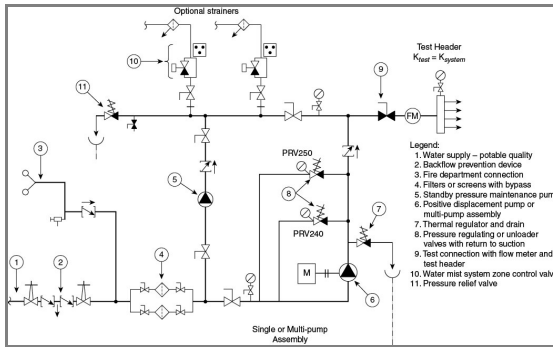 Optional strainers
Test Header
Ktest = Ksystem
10
11
9
FM
PRV250
Legend:
1. Water supply – potable quality
2. Backflow prevention device
3. Fire department connection
4. Filters or screens with bypass
5. Standby pressure maintenance pum
6. Positive displacement pump or
multi-pump assembly
7. Thermal regulator and drain
8. Pressure regulating or unloader
valves with return to suction
9. Test connection with flow meter and
test header
10. Water mist system zone control valv
11. Pressure relief valve
3
5
8
PRV240
7
1
2
4
M
6
Single or Multi-pump
Assembly